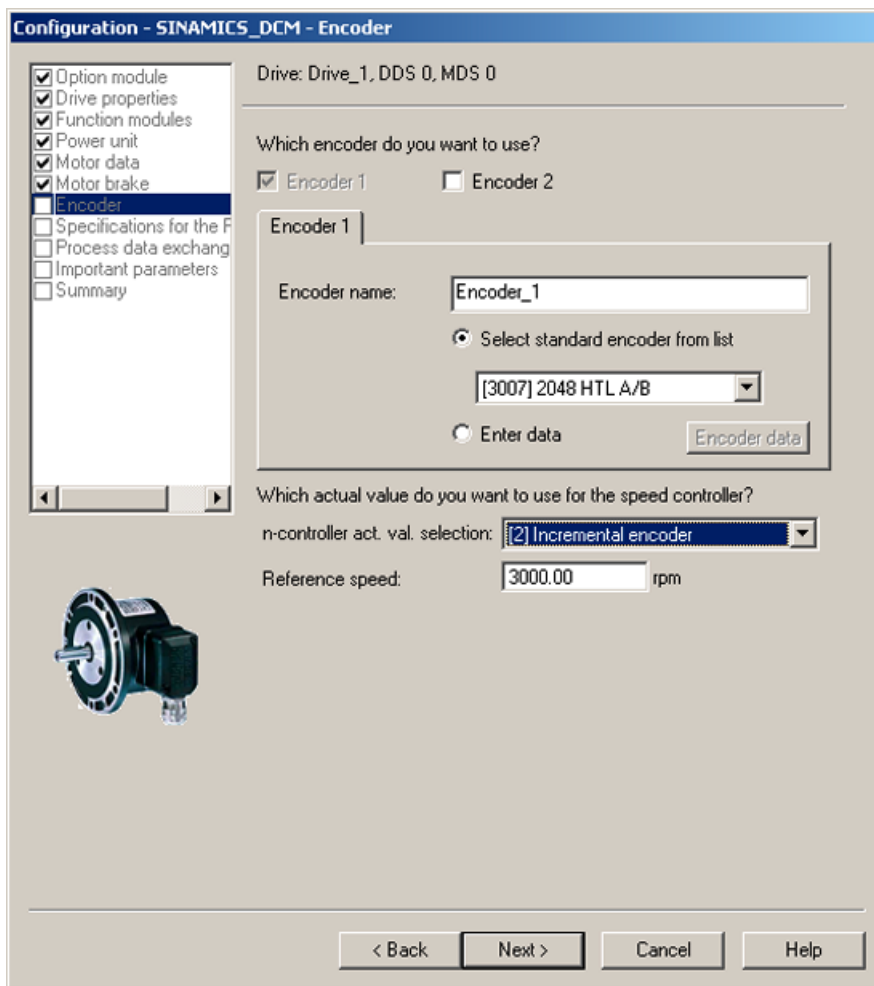 Configuration - SINAMICS_DCM - Encoder
Option module
Drive properties
Function modules
Power unit
Motor data
Motor brake
Encoder
Specifications for the F
Process data exchang
Important parameters
Summary
Drive: Drive_1, DDS 0, MDS 0
Which encoder do you want to use?
Encoder 1
Encoder 2
Encoder 1
Encoder name:
Encoder_1
Select standard encoder from list
[3007] 2048 HTL A/B
Enter data
Encoder data
Which actual value do you want to use for the speed controller?
n-controller act. val. selection:
[2] Incremental encoder
Reference speed:
3000.00
rpm
< Back
Next >
Cancel
Help